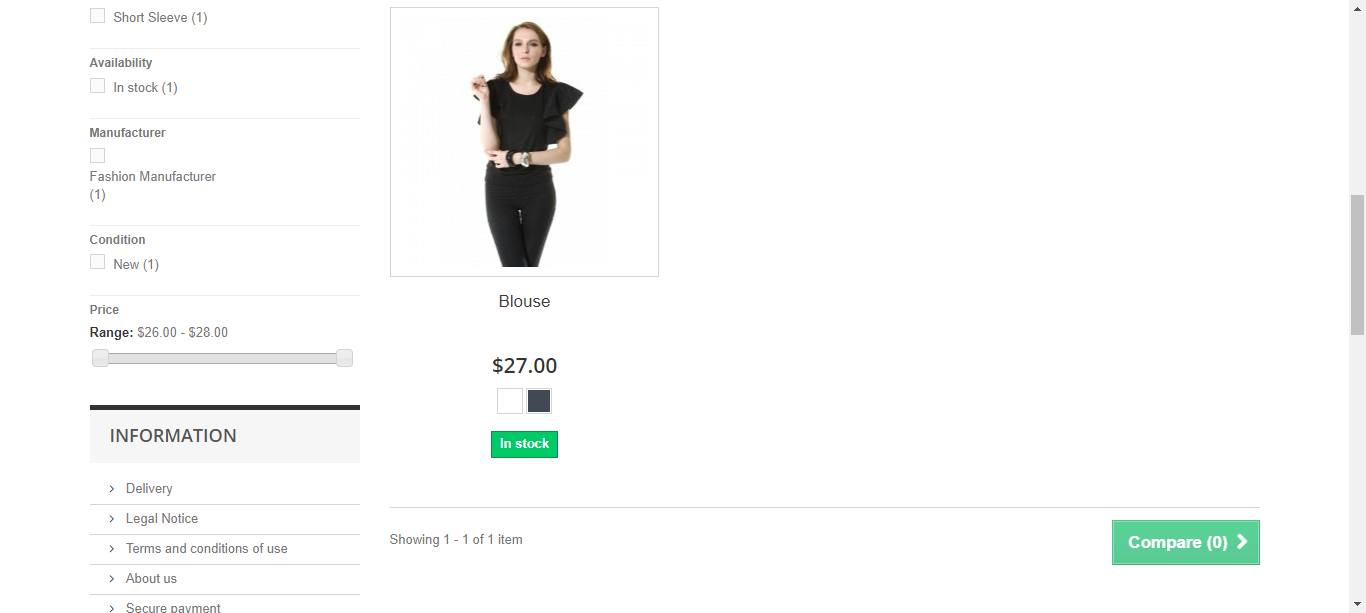 Short Sleeve (1)
Availability
In stock (1)
Manufacturer
Fashion Manufacturer
(1)
Condition
New (1)
Price
Range: $26.00 - $28.00
INFORMATION
Delivery
Legal Notice
Terms and conditions of use
About us
Secure payment
Blouse
$27.00
In stock
Showing 1 - 1 of 1 item
Compare (0)